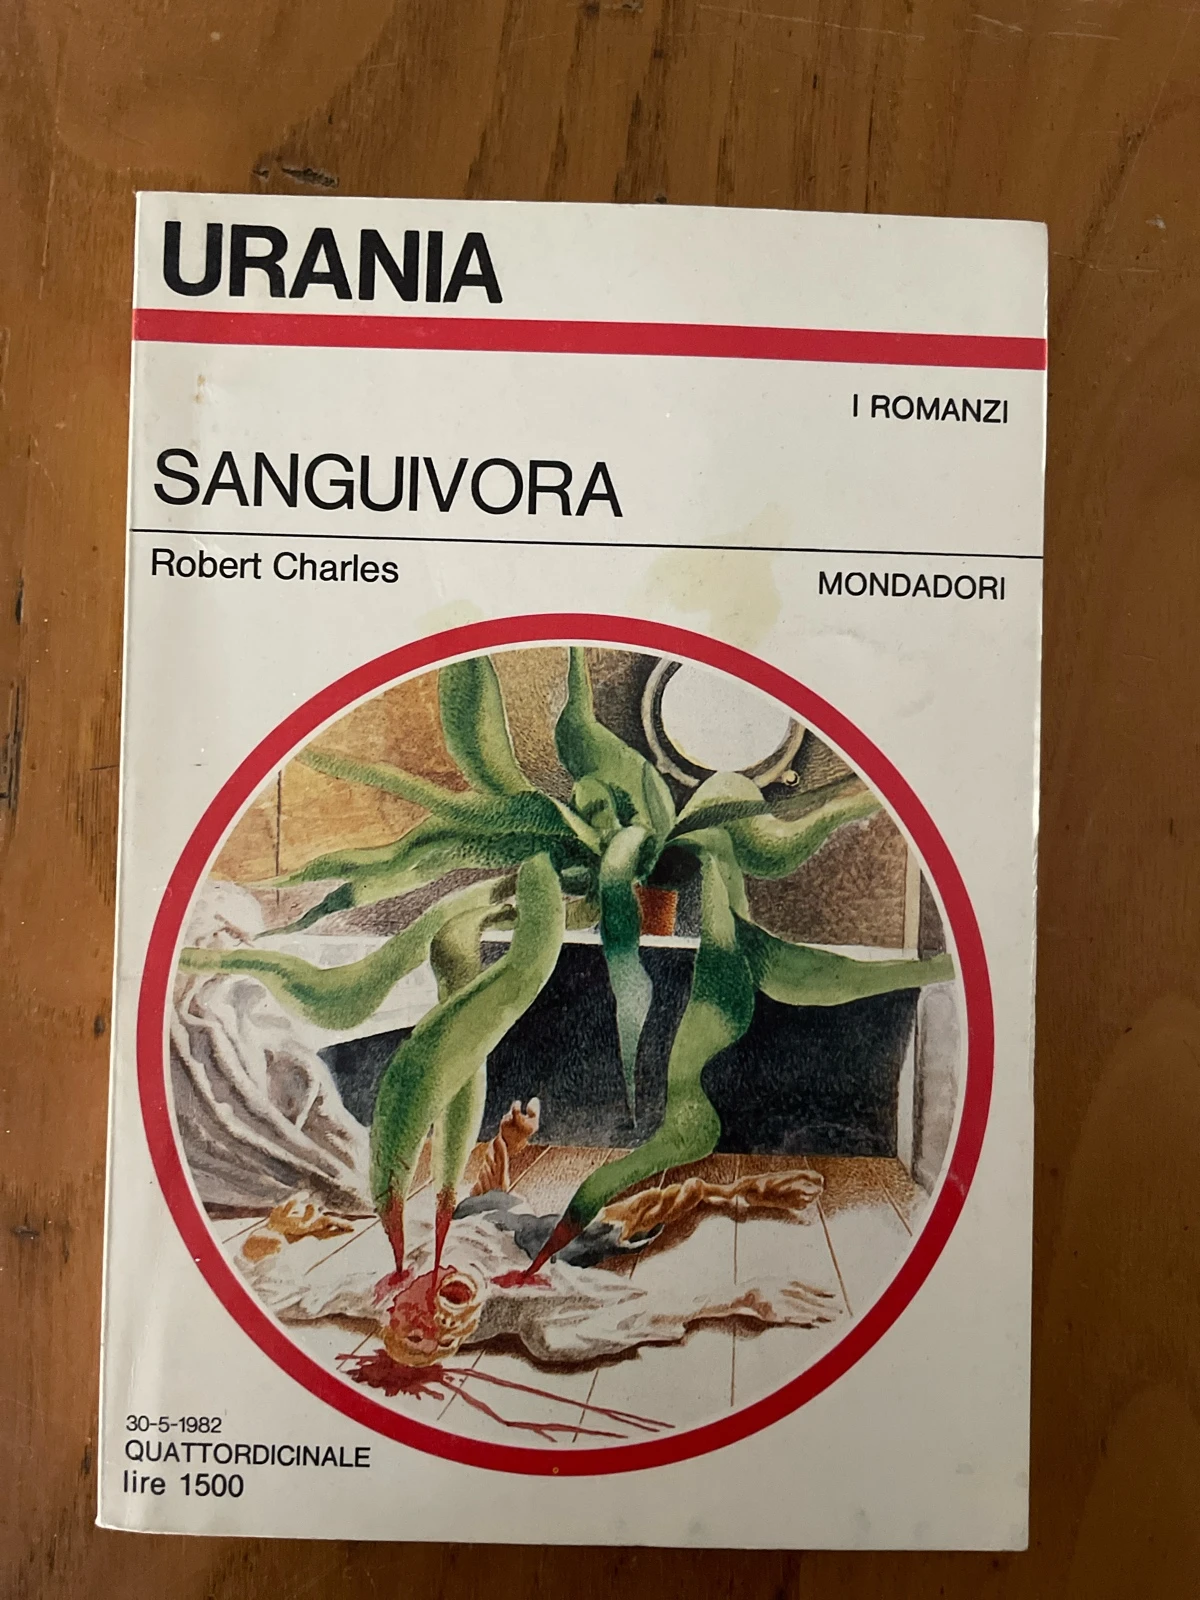 URANIA
I ROMANZI
SANGUIVORA
Robert Charles
MONDADORI
30-5-1982
QUATTORDICINALE
lire 1500